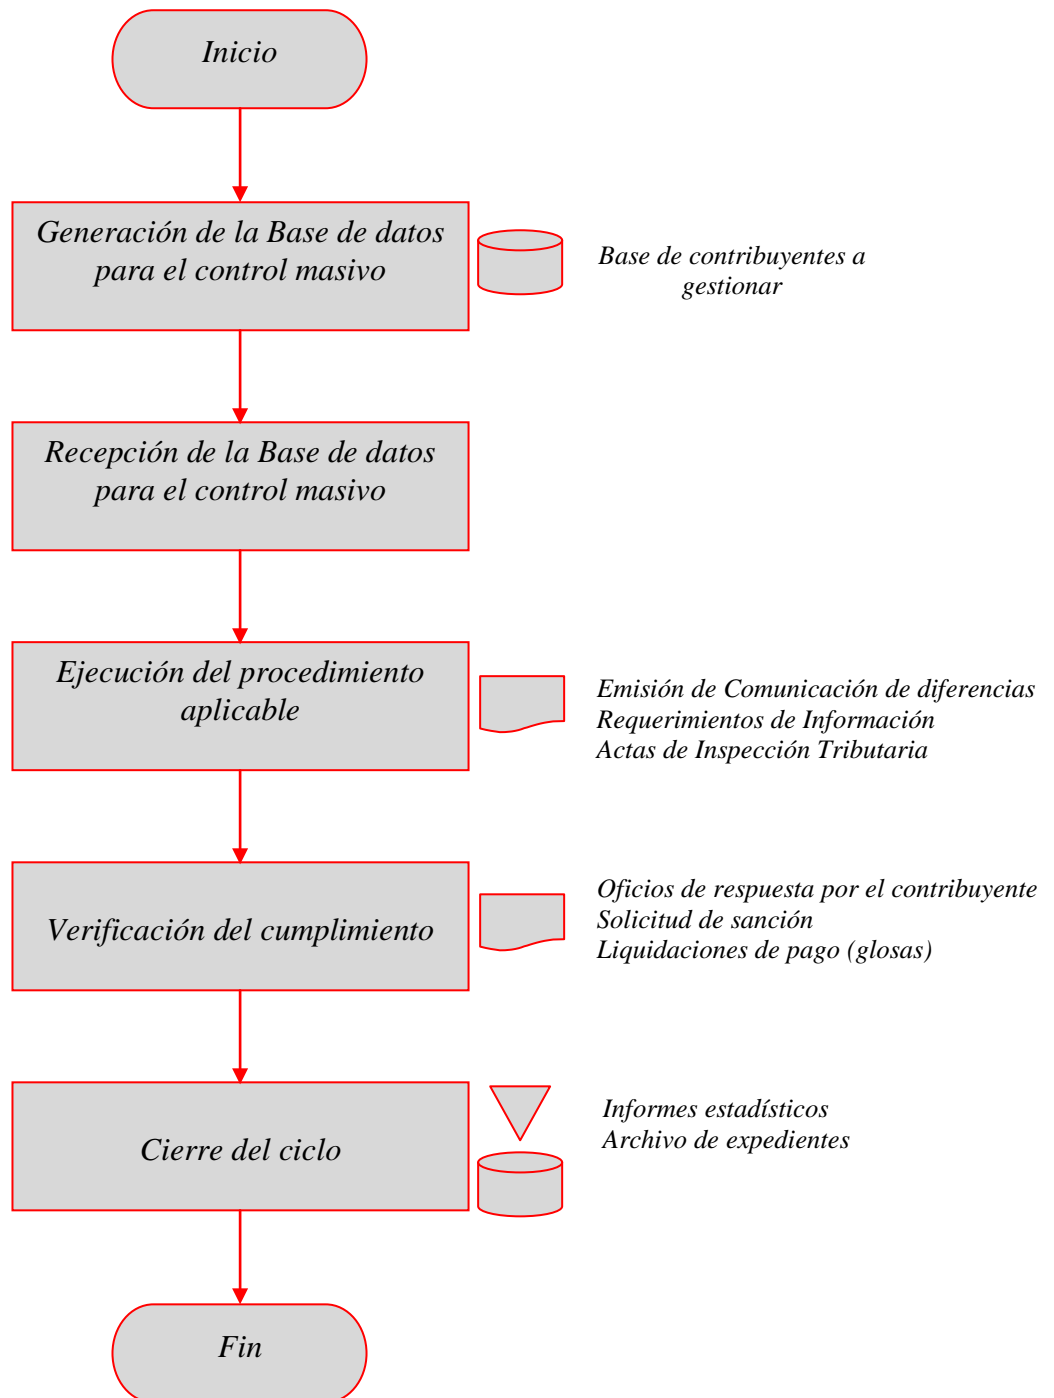 Inicio
Generación de la Base de datos
para el control masivo
Base de contribuyentes a
gestionar
Recepción de la Base de datos
para el control masivo
Ejecución del procedimiento
aplicable
Emisión de Comunicación de diferencias
Requerimientos de Información
Actas de Inspección Tributaria
Verificación del cumplimiento
Oficios de respuesta por el contribuyente
Solicitud de sanción
Liquidaciones de pago (glosas)
Cierre del ciclo
Informes estadísticos
Archivo de expedientes
Fin